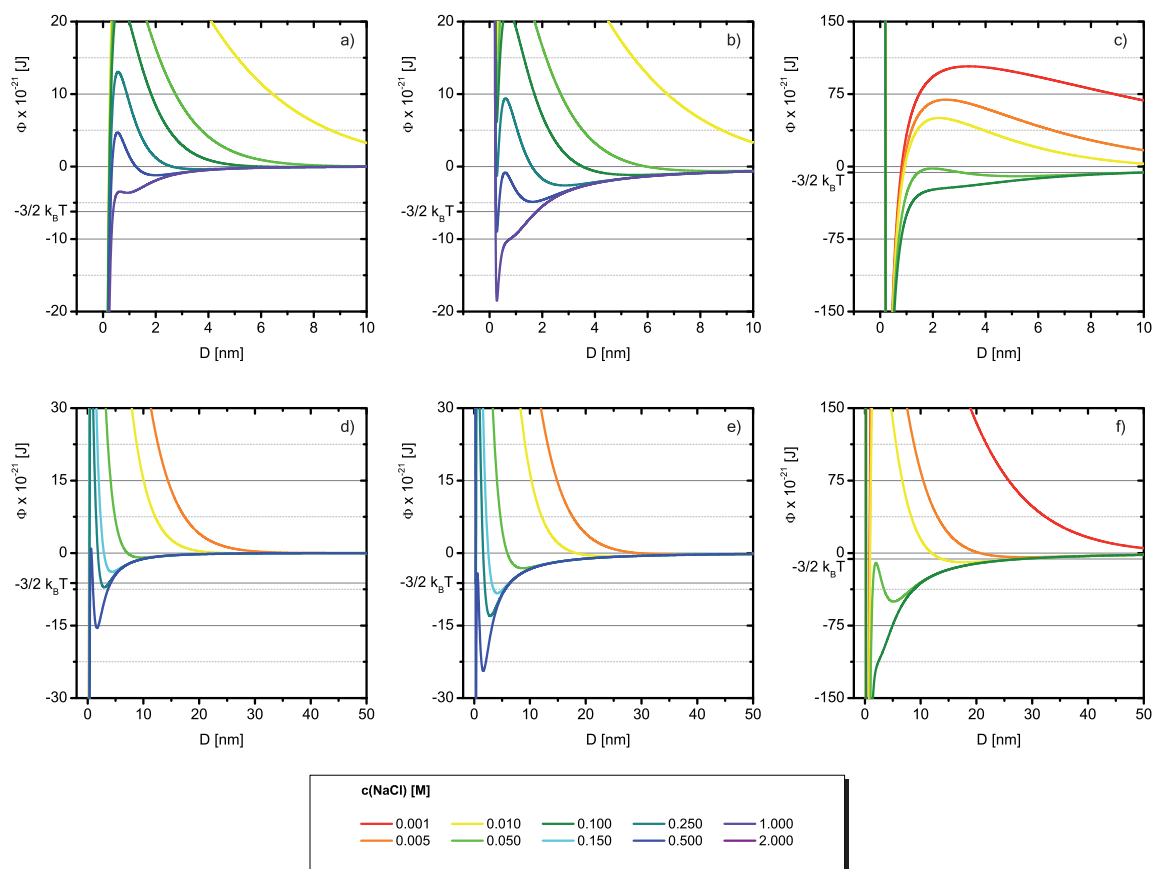 a)
Φ x 10⁻²¹ [J]
20
10
0
-3/2 k_BT
-10
-20
0 2 4 6 8 10
D [nm]
b)
Φ x 10⁻²¹ [J]
20
10
0
-3/2 k_BT
-10
-20
0 2 4 6 8 10
D [nm]
c)
Φ x 10⁻²¹ [J]
150
75
0
-3/2 k_BT
-75
-150
0 2 4 6 8 10
D [nm]
d)
Φ x 10⁻²¹ [J]
30
15
0
-3/2 k_BT
-15
-30
0 10 20 30 40 50
D [nm]
e)
Φ x 10⁻²¹ [J]
30
15
0
-3/2 k_BT
-15
-30
0 10 20 30 40 50
D [nm]
f)
Φ x 10⁻²¹ [J]
150
75
0
-3/2 k_BT
-75
-150
0 10 20 30 40 50
D [nm]
c(NaCl) [M]
0.001 0.010 0.100 0.250 1.000
0.005 0.050 0.150 0.500 2.000